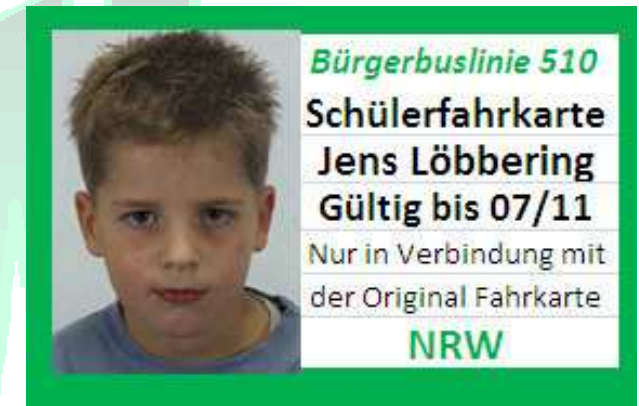 Bürgerbuslinie 510
Schülerfahrkarte
Jens Löbbering
Gültig bis 07/11
Nur in Verbindung mit
der Original Fahrkarte
NRW